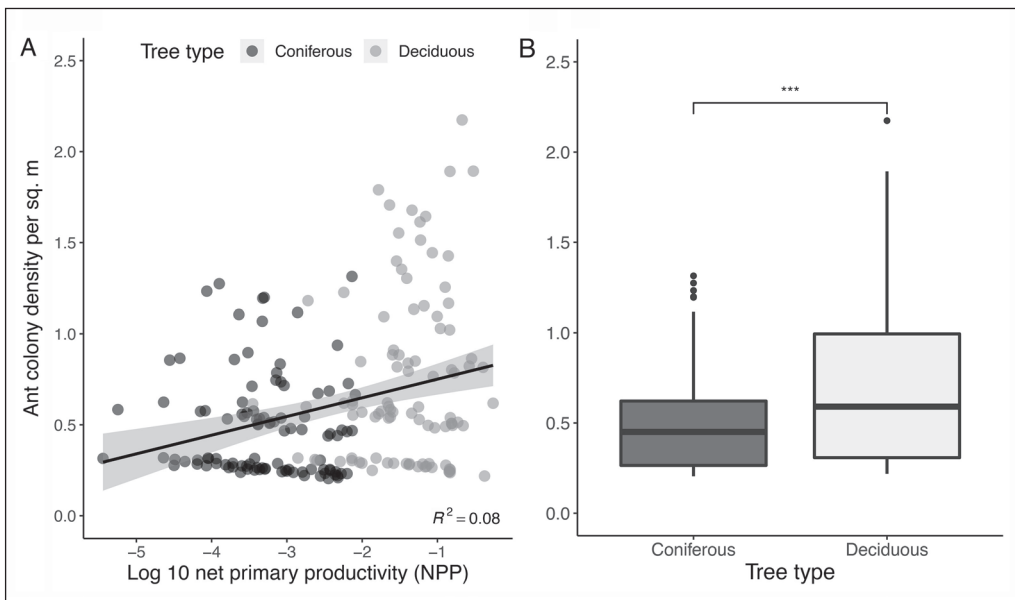 A
Tree type Coniferous Deciduous
2.5
2.0
1.5
1.0
0.5
0.0
Ant colony density per sq. m
R² = 0.08
−5 −4 −3 −2 −1
Log 10 net primary productivity (NPP)
B
2.5
2.0
1.5
1.0
0.5
0.0
***
Coniferous Deciduous
Tree type